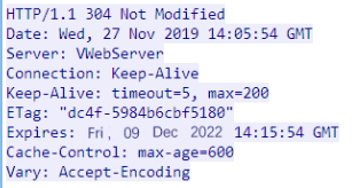 HTTP/1.1 304 Not Modified
Date: Wed, 27 Nov 2019 14:05:54 GMT
Server: VWebServer
Connection: Keep-Alive
Keep-Alive: timeout=5, max=200
ETag: "dc4f-5984b6cbf5180"
Expires: Fri, 09 Dec 2022 14:15:54 GMT
Cache-Control: max-age=600
Vary: Accept-Encoding